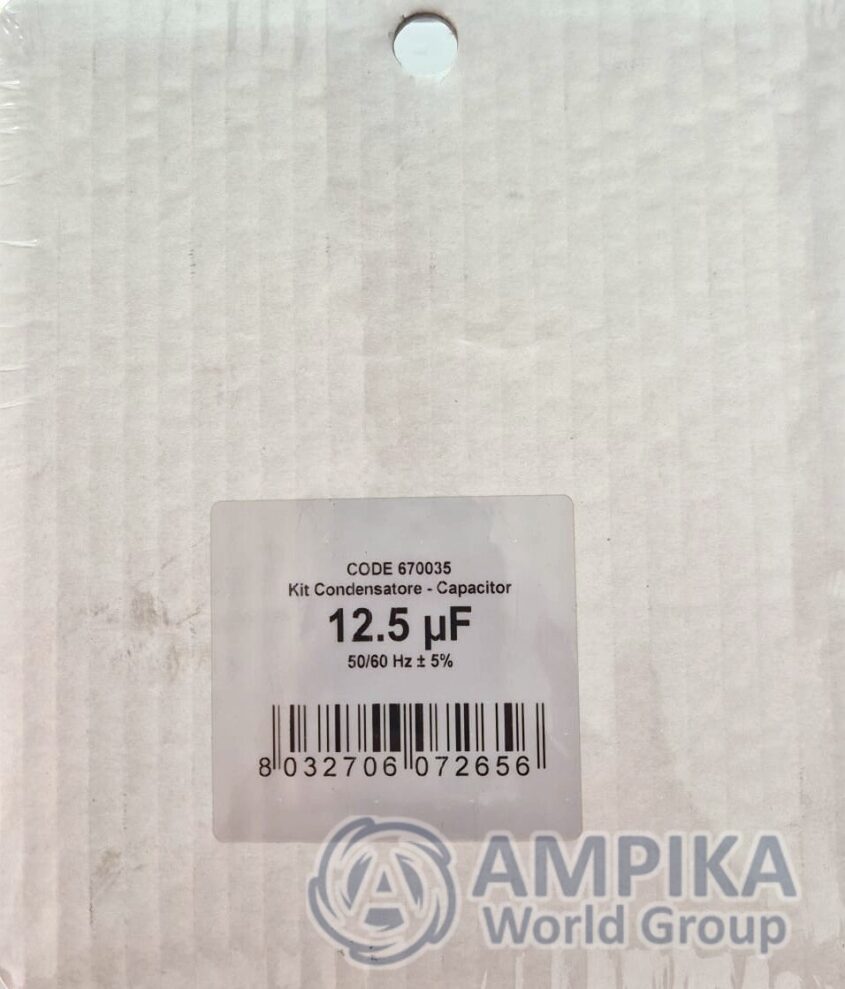 CODE 670035
Kit Condensatore - Capacitor
12.5 µF
50/60 Hz ± 5%
8 032706 072656
AMPIKA
World Group